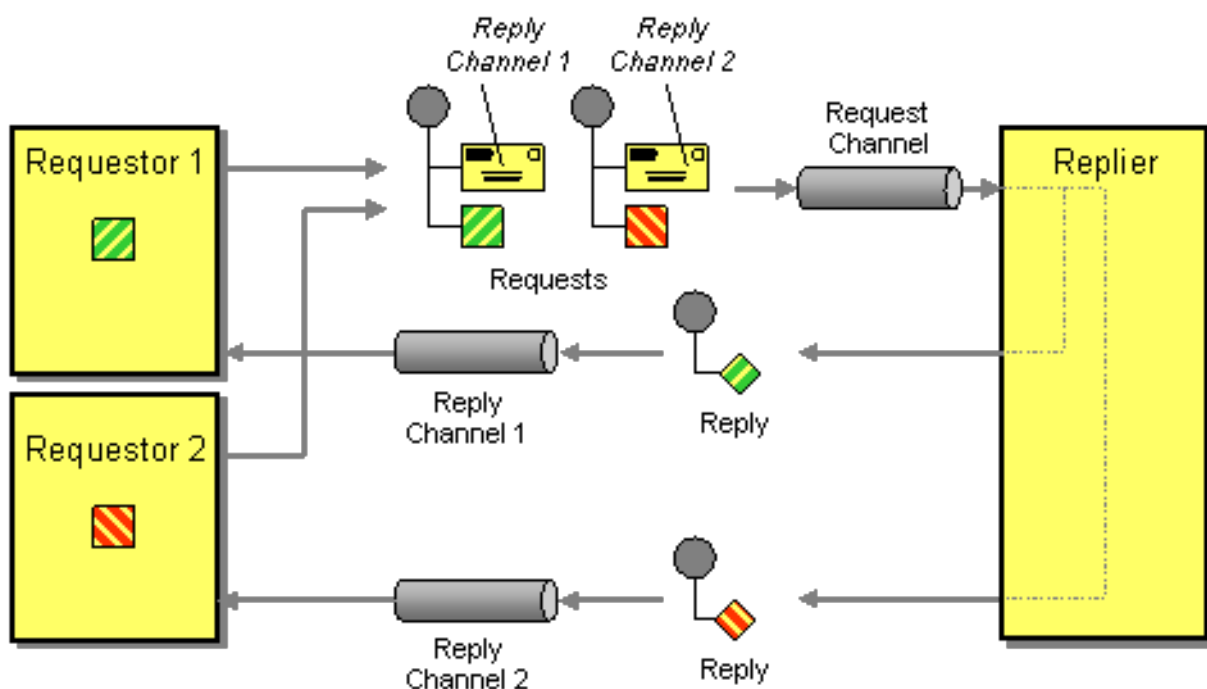 Reply
Channel 1
Reply
Channel 2
Request
Channel
Requestor 1
Replier
Requests
Reply
Channel 1
Reply
Requestor 2
Reply
Channel 2
Reply